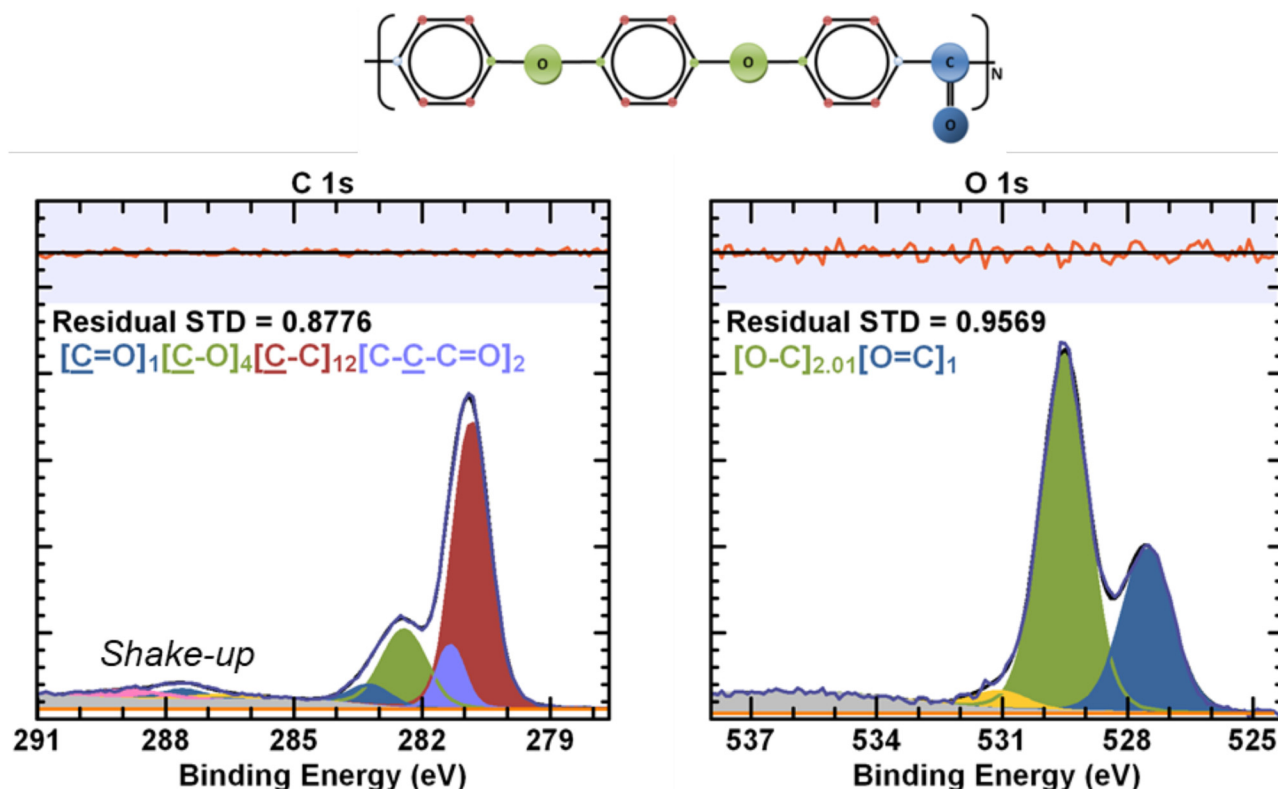 O O C N
O
C 1s O 1s
Residual STD = 0.8776
[C=O]₁[C-O]₄[C-C]₁₂[C-C-C=O]₂
Shake-up
291 288 285 282 279
Binding Energy (eV)
Residual STD = 0.9569
[O-C]₂.₀₁[O=C]₁
537 534 531 528 525
Binding Energy (eV)